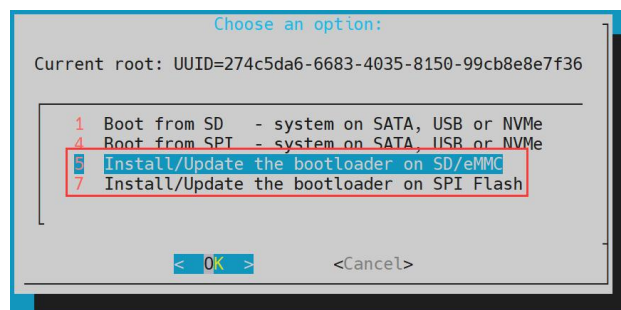 Choose an option:
Current root: UUID=274c5da6-6683-4035-8150-99cb8e8e7f36
1 Boot from SD - system on SATA, USB or NVMe
4 Boot from SPI - system on SATA, USB or NVMe
5 Install/Update the bootloader on SD/eMMC
7 Install/Update the bootloader on SPI Flash
< OK > <Cancel>